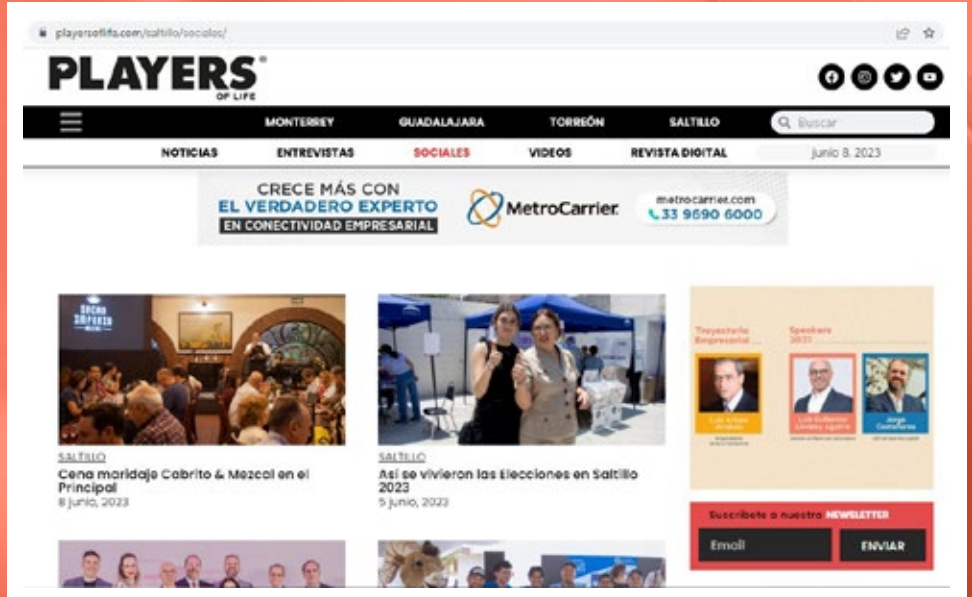 playersoflife.com/saltillo/sociales/
PLAYERS®
OF LIFE
MONTERREY GUADALAJARA TORREÓN SALTILLO Buscar
NOTICIAS ENTREVISTAS SOCIALES VIDEOS REVISTA DIGITAL junio 8, 2023
CRECE MÁS CON
EL VERDADERO EXPERTO
EN CONECTIVIDAD EMPRESARIAL
MetroCarrier.
metrocarrier.com
33 9690 6000
Trayectoria
Empresarial
Speakers
SALTILLO
Cena maridaje Cabrito & Mezcal en el
Principal
8 junio, 2023
SALTILLO
Así se vivieron las Elecciones en Saltillo
2023
5 junio, 2023
Suscríbete a nuestro NEWSLETTER
Email ENVIAR